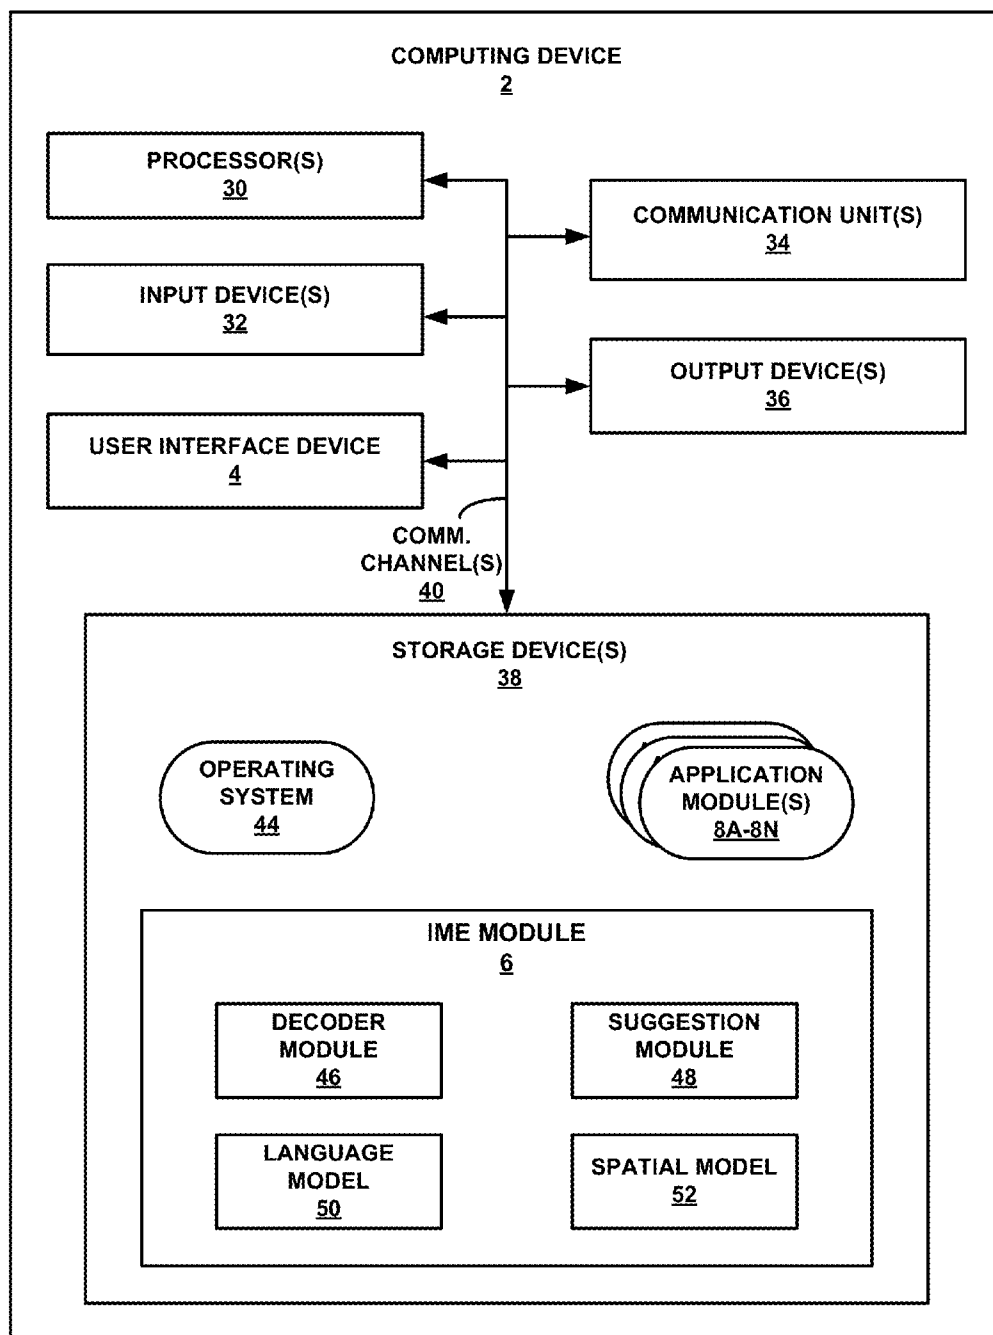 COMPUTING DEVICE
2
PROCESSOR(S)
30
COMMUNICATION UNIT(S)
34
INPUT DEVICE(S)
32
OUTPUT DEVICE(S)
36
USER INTERFACE DEVICE
4
COMM.
CHANNEL(S)
40
STORAGE DEVICE(S)
38
OPERATING
SYSTEM
44
APPLICATION
MODULE(S)
8A-8N
IME MODULE
6
DECODER
MODULE
46
SUGGESTION
MODULE
48
LANGUAGE
MODEL
50
SPATIAL MODEL
52